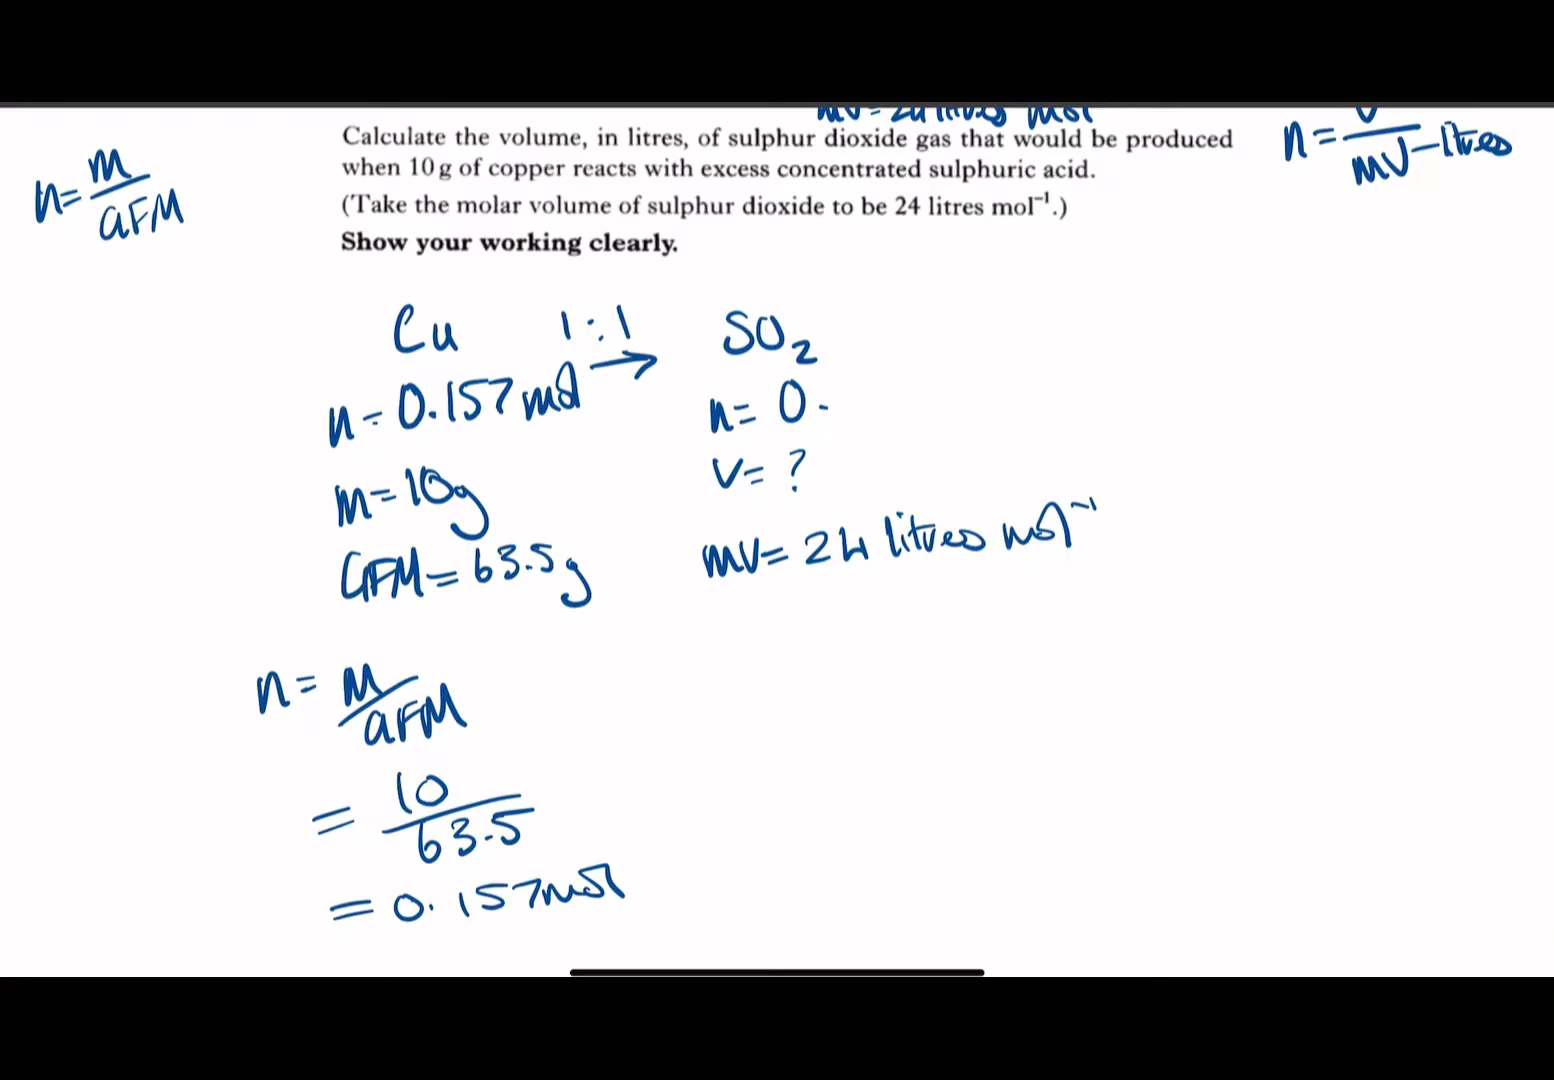 Calculate the volume, in litres, of sulphur dioxide gas that would be produced
when 10 g of copper reacts with excess concentrated sulphuric acid.
(Take the molar volume of sulphur dioxide to be 24 litres mol⁻¹.)
Show your working clearly.
n = m / GFM
n = v / MV – litres
Cu 1 : 1 → SO₂
n = 0.157 mol
n = 0.
m = 10g
v = ?
GFM = 63.5g
MV = 24 litres mol⁻¹
n = m / GFM
= 10 / 63.5
= 0.157 mol